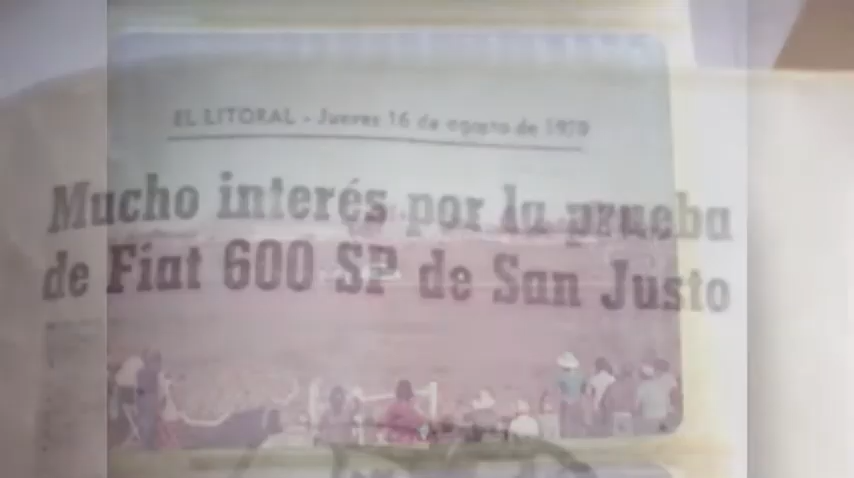 EL LITORAL - Jueves 16 de agosto de 1979
Mucho interés por la prueba
de Fiat 600 SP de San Justo